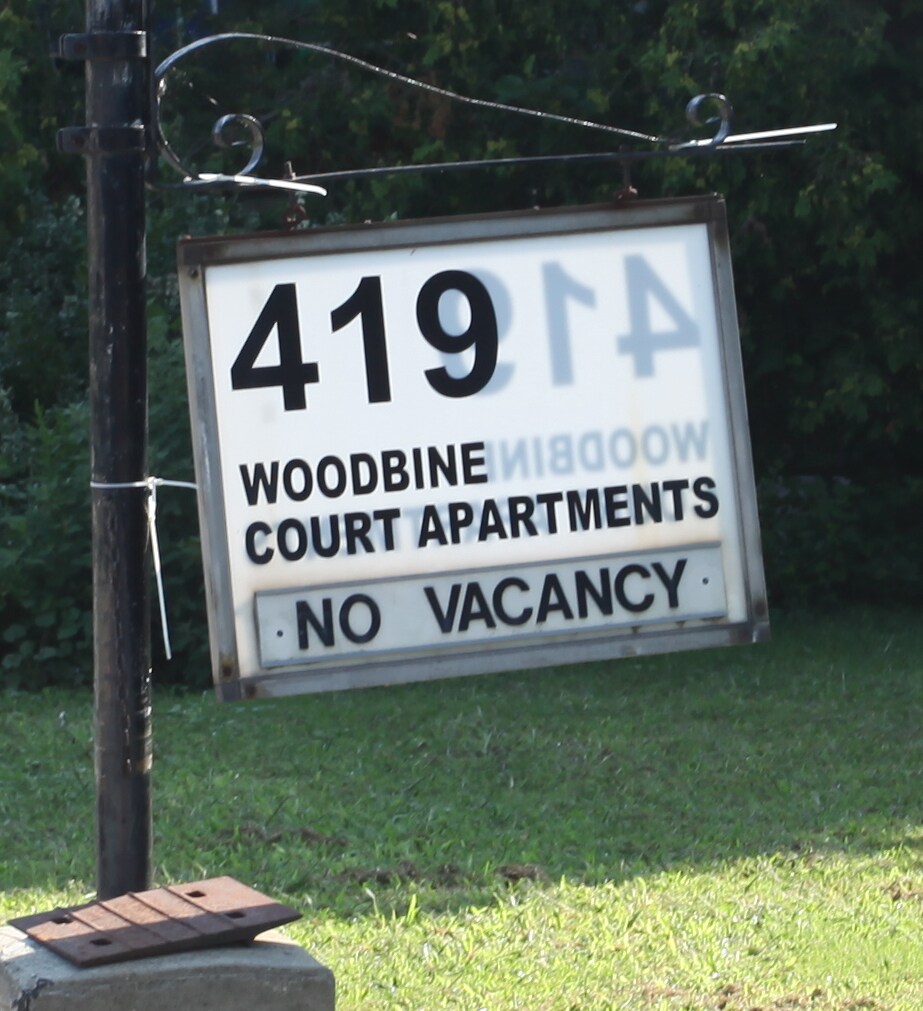 419
WOODBINE
COURT APARTMENTS
NO VACANCY